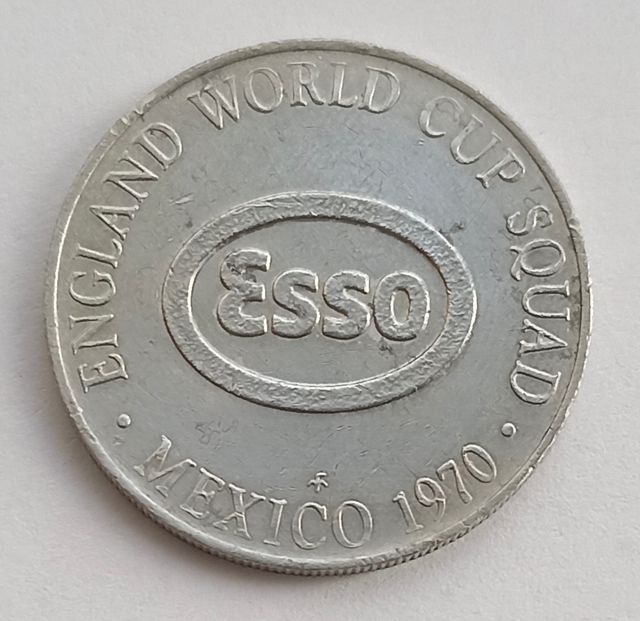 ENGLAND WORLD CUP SQUAD
Esso
· MEXICO 1970 ·